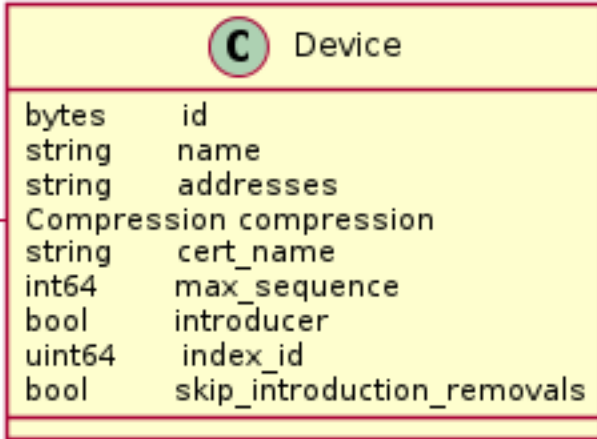 C Device
bytes id
string name
string addresses
Compression compression
string cert_name
int64 max_sequence
bool introducer
uint64 index_id
bool skip_introduction_removals